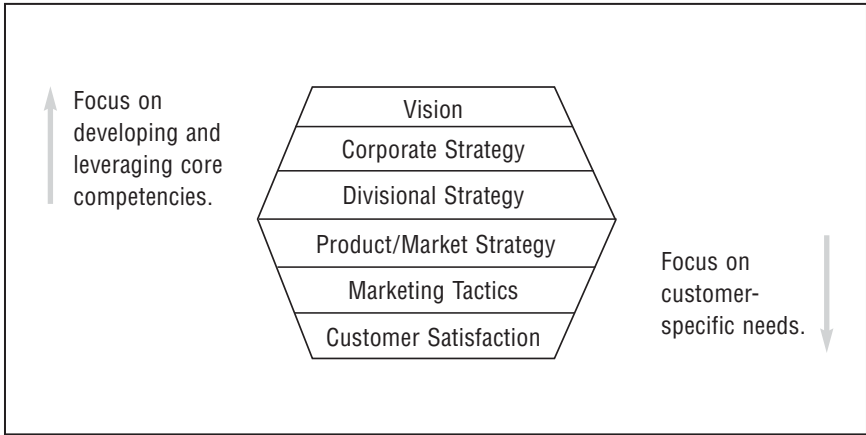 Focus on
developing and
leveraging core
competencies.
Vision
Corporate Strategy
Divisional Strategy
Product/Market Strategy
Marketing Tactics
Customer Satisfaction
Focus on
customer-
specific needs.